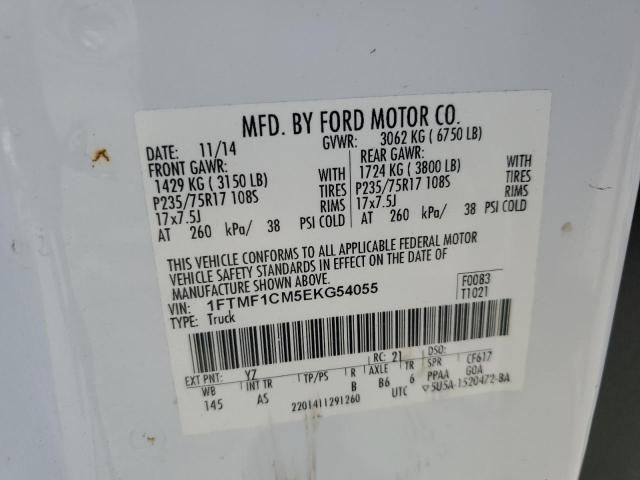 MFD. BY FORD MOTOR CO.
DATE: 11/14 GVWR: 3062 KG ( 6750 LB)
FRONT GAWR: REAR GAWR:
1429 KG ( 3150 LB) WITH 1724 KG ( 3800 LB) WITH
P235/75R17 108S TIRES P235/75R17 108S TIRES
17x7.5J RIMS 17x7.5J RIMS
AT 260 kPa/ 38 PSI COLD AT 260 kPa/ 38 PSI COLD
THIS VEHICLE CONFORMS TO ALL APPLICABLE FEDERAL MOTOR
VEHICLE SAFETY STANDARDS IN EFFECT ON THE DATE OF
MANUFACTURE SHOWN ABOVE.
VIN: 1FTMF1CM5EKG54055 F0083
TYPE: Truck T1021
EXT PNT: YZ RC: 21 DSO:
WB INT TR TP/PS R AXLE TR SPR CF617
145 AS B B6 6 PPAA GOA
2201411291260 UTC ▽5U5A-1520472-BA